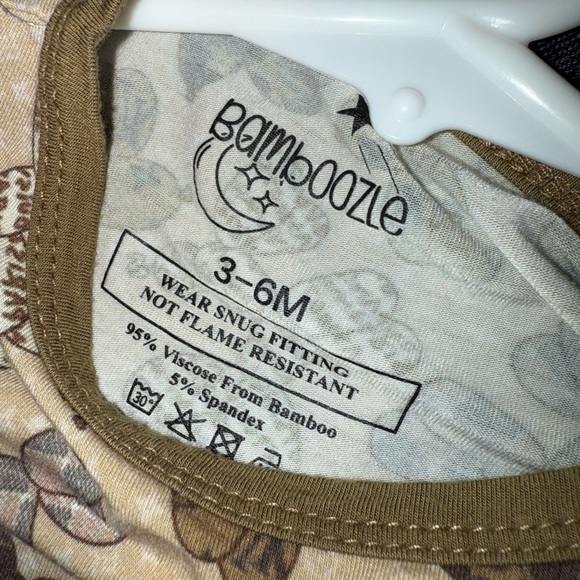 Bamboozle
3-6M
WEAR SNUG FITTING
NOT FLAME RESISTANT
95% Viscose From Bamboo
5% Spandex
30°